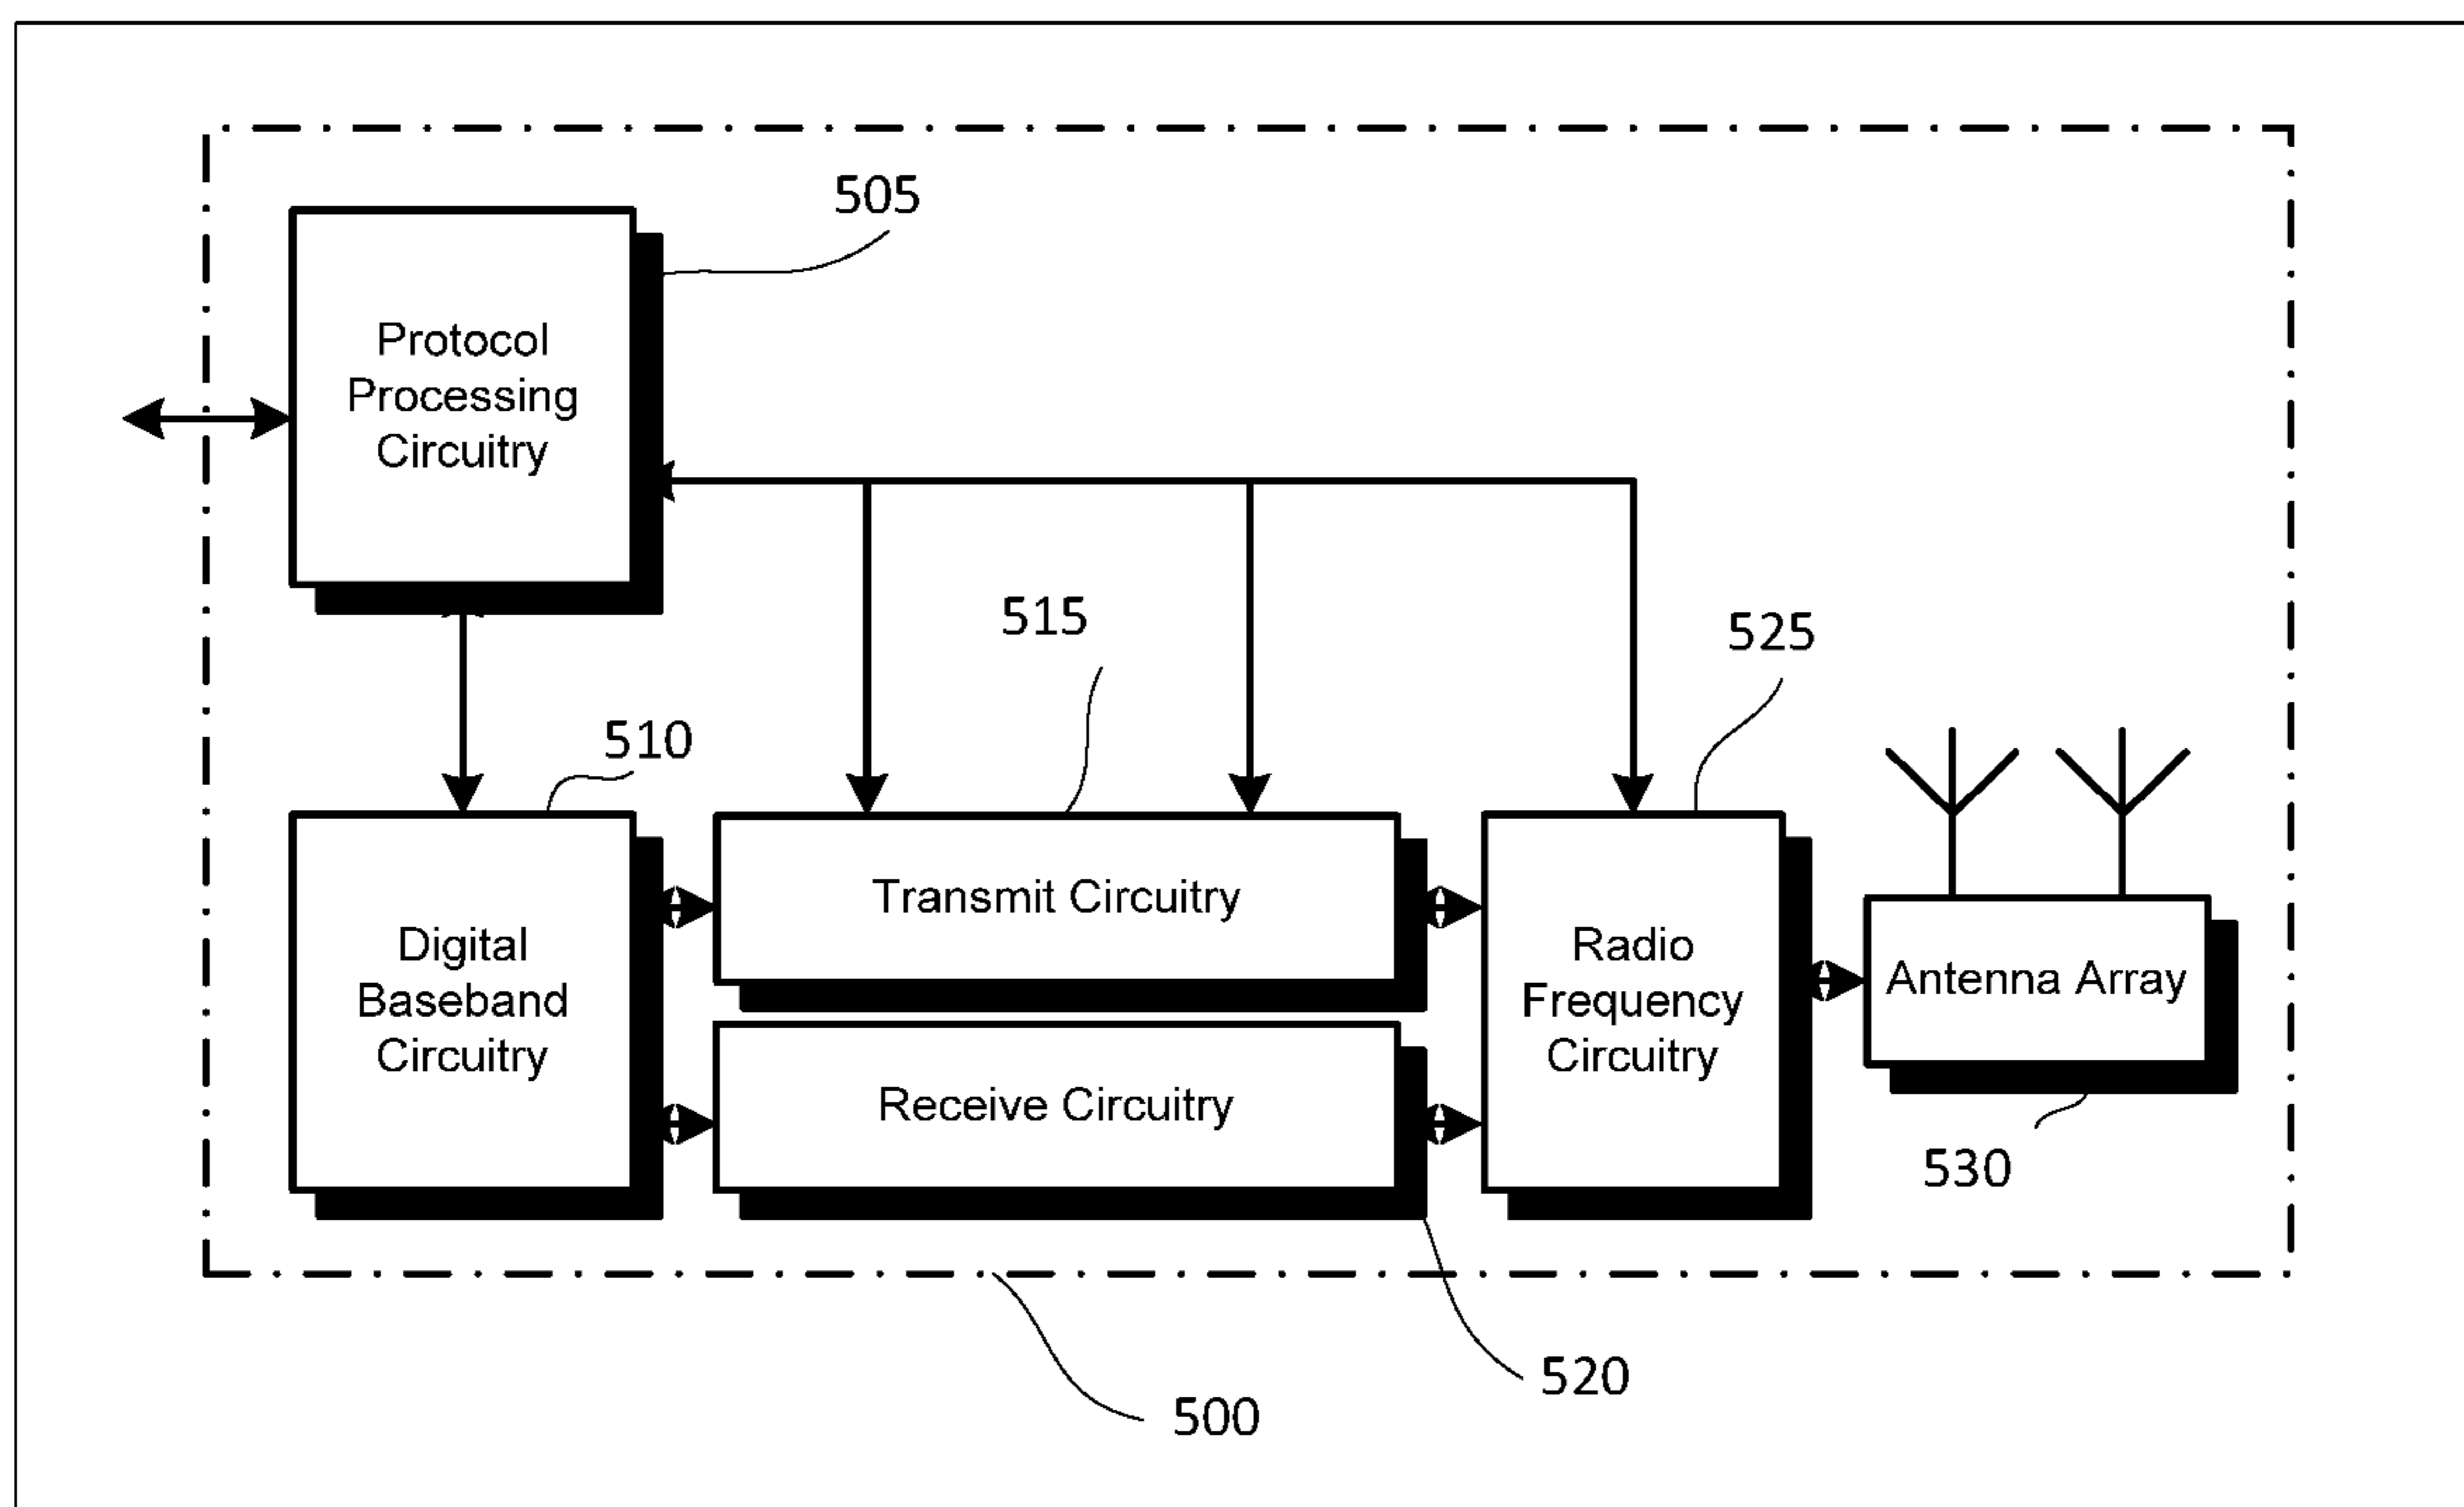 505
Protocol
Processing
Circuitry
515
525
510
Transmit Circuitry
Digital
Baseband
Circuitry
Radio
Frequency
Circuitry
Antenna Array
Receive Circuitry
530
520
500